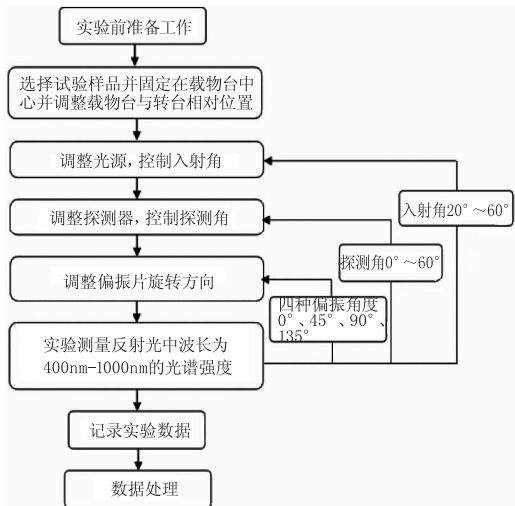 实验前准备工作
选择试验样品并固定在载物台中
心并调整载物台与转台相对位置
调整光源,控制入射角
入射角20°~60°
调整探测器,控制探测角
探测角0°~60°
调整偏振片旋转方向
四种偏振角度
0°、45°、90°、
135°
实验测量反射光中波长为
400nm-1000nm的光谱强度
记录实验数据
数据处理